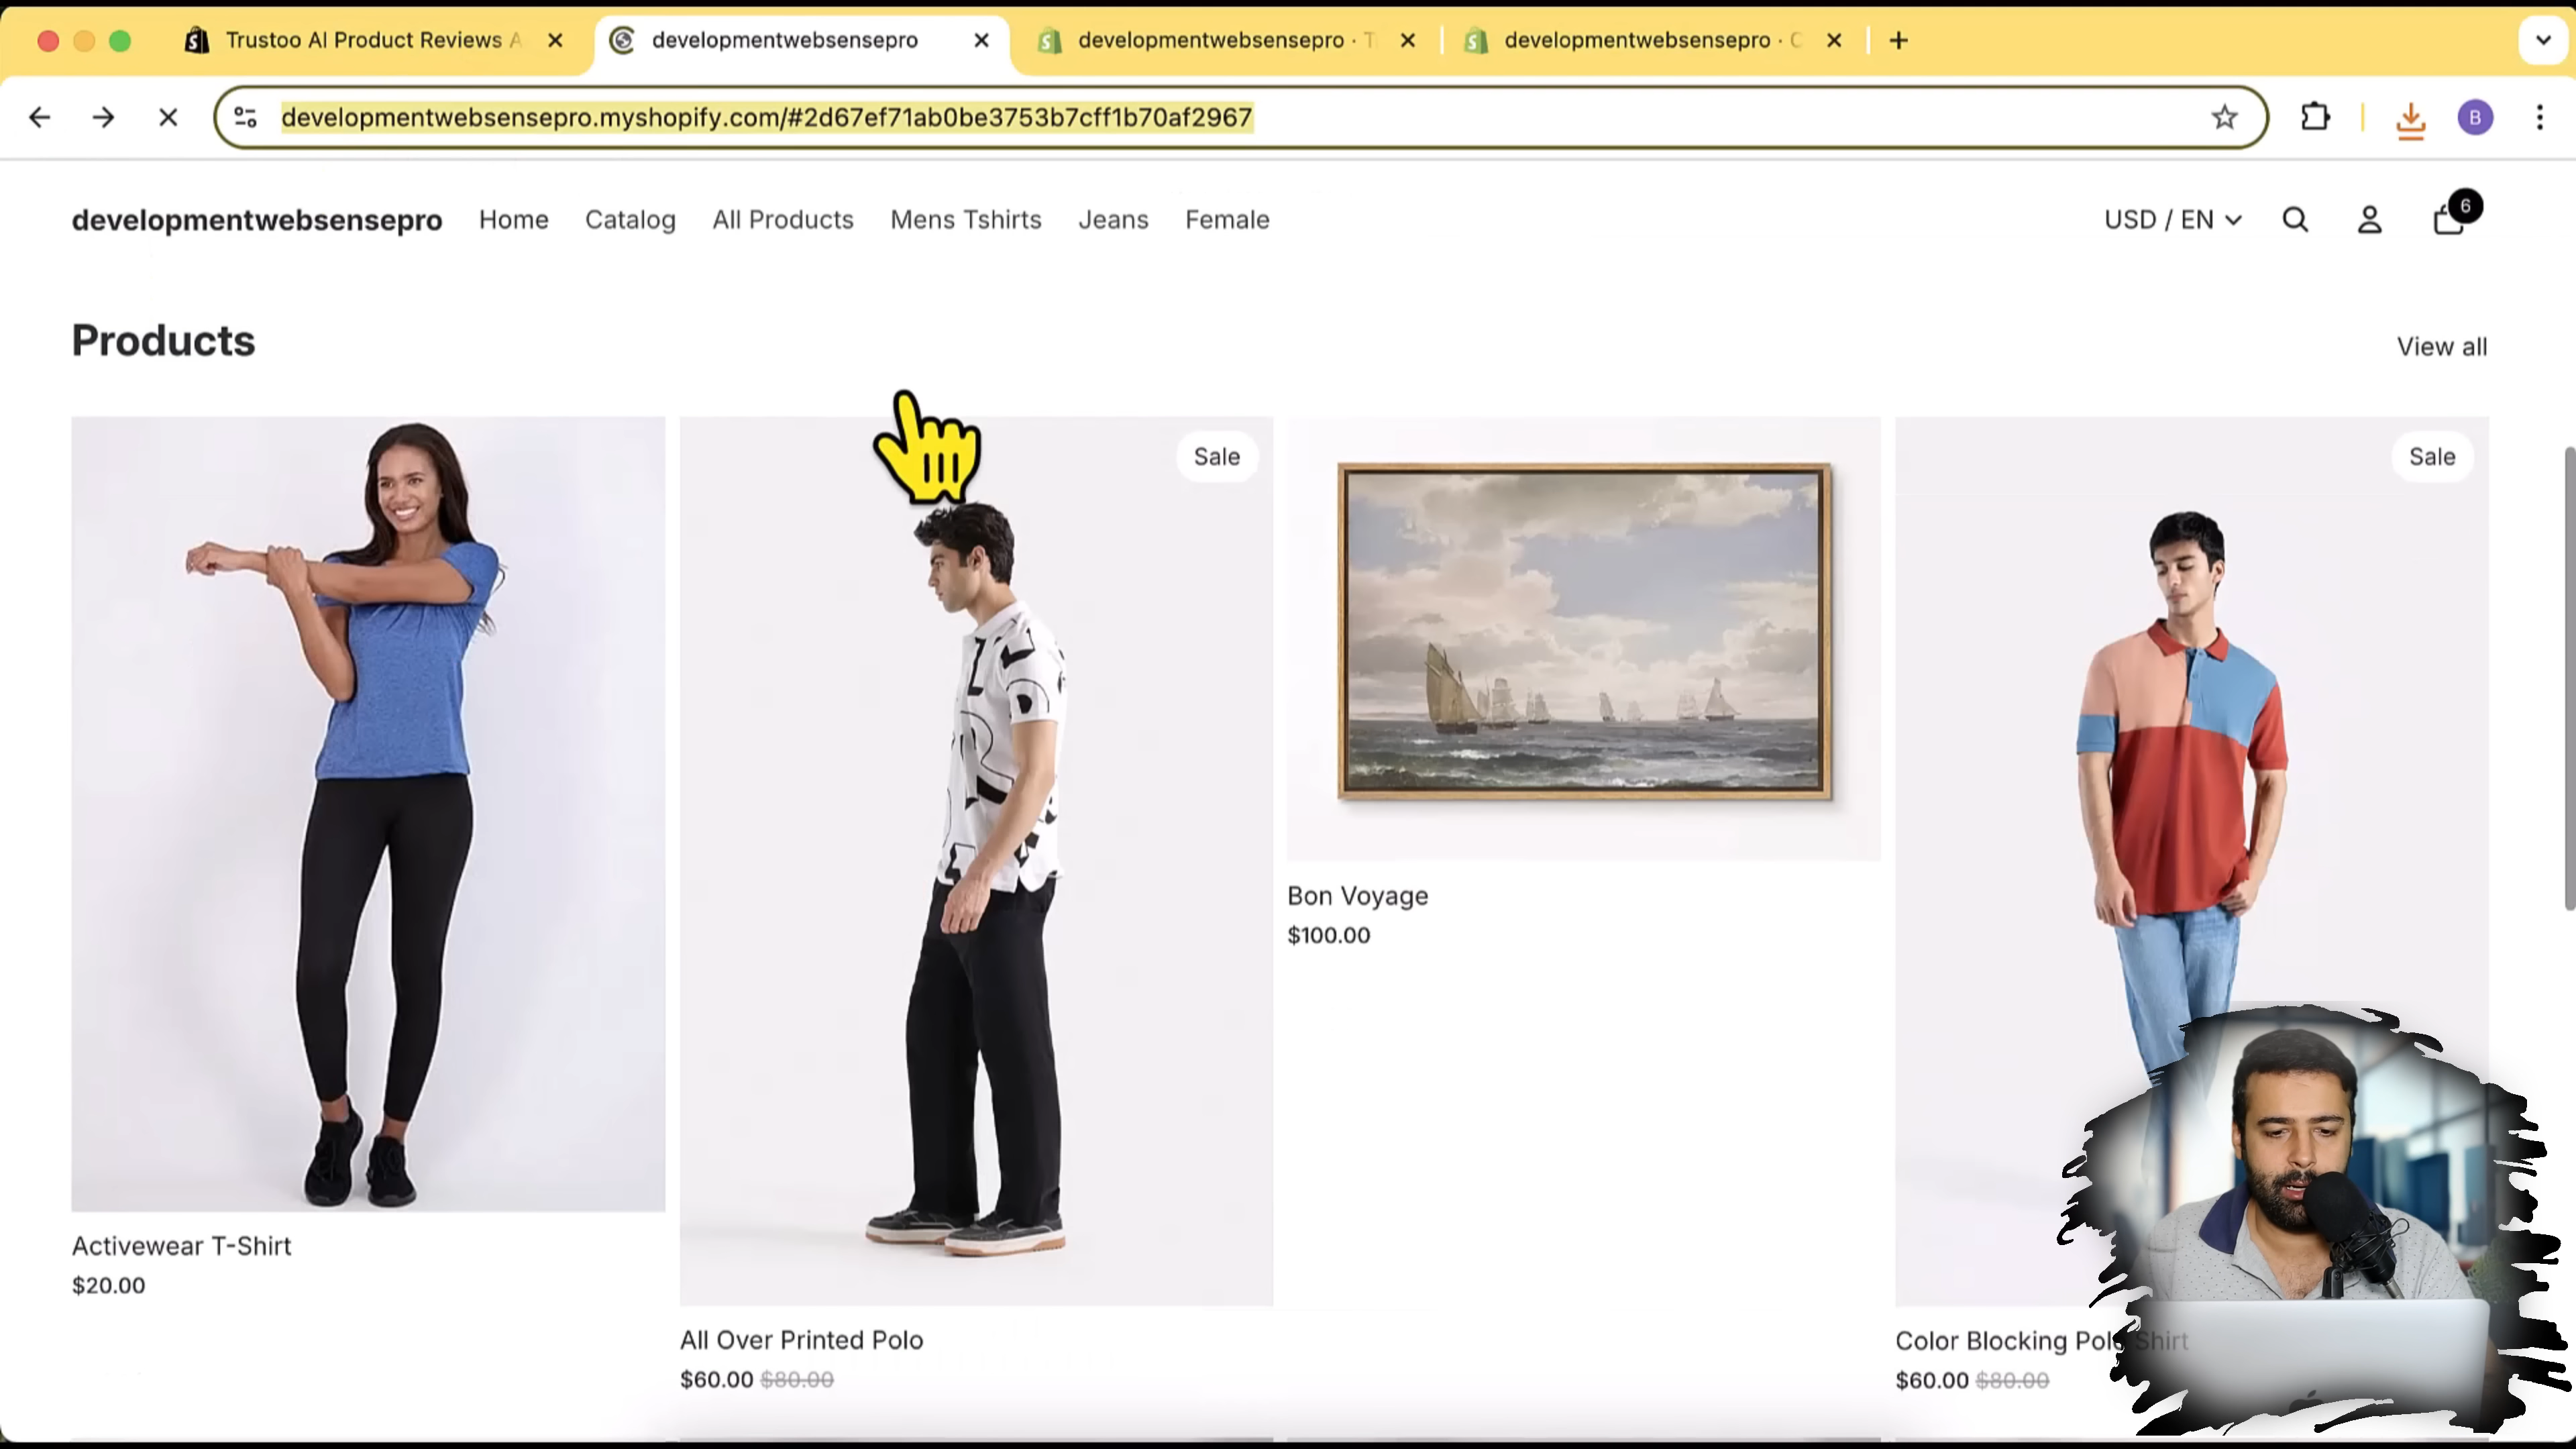 Trustoo AI Product Reviews A
developmentwebsensepro
developmentwebsensepro · T
developmentwebsensepro · C
developmentwebsensepro.myshopify.com/#2d67ef71ab0be3753b7cff1b70af2967
B
developmentwebsensepro Home Catalog All Products Mens Tshirts Jeans Female USD / EN 6
Products View all
Sale
Sale
Bon Voyage
$100.00
Activewear T-Shirt
$20.00
All Over Printed Polo
$60.00 $80.00
Color Blocking Polo Shirt
$60.00 $80.00